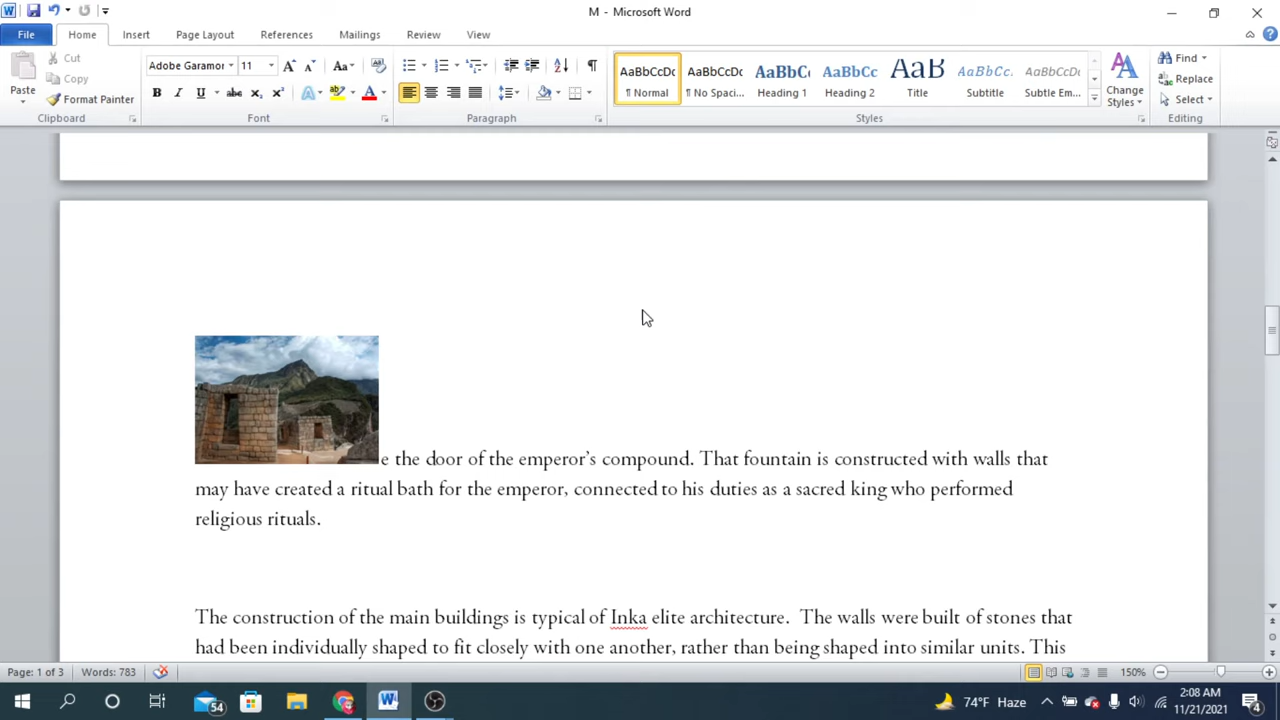 M - Microsoft Word
File Home Insert Page Layout References Mailings Review View
Paste
Cut
Copy
Format Painter
Clipboard
Adobe Garamor 11
Font
Paragraph
AaBbCcDc AaBbCcDc AaBbC AaBbCc AaB AaBbCc. AaBbCcDc
¶ Normal ¶ No Spaci... Heading 1 Heading 2 Title Subtitle Subtle Em...
Styles
Change Styles
Find
Replace
Select
Editing
e the door of the emperor’s compound. That fountain is constructed with walls that
may have created a ritual bath for the emperor, connected to his duties as a sacred king who performed
religious rituals.
The construction of the main buildings is typical of Inka elite architecture. The walls were built of stones that
had been individually shaped to fit closely with one another, rather than being shaped into similar units. This
Page: 1 of 3 Words: 783 150%
54 74°F Haze 2:08 AM
11/21/2021 4